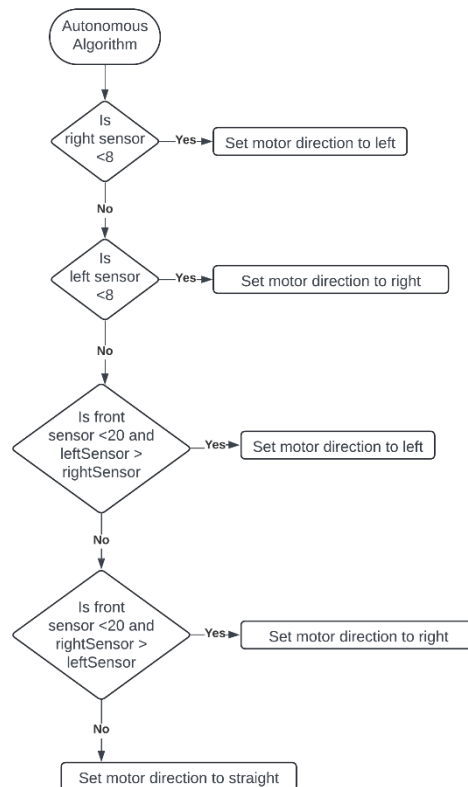 Autonomous
Algorithm
Is
right sensor
<8
Yes
Set motor direction to left
No
Is
left sensor
<8
Yes
Set motor direction to right
No
Is front
sensor <20 and
leftSensor >
rightSensor
Yes
Set motor direction to left
No
Is front
sensor <20 and
rightSensor >
leftSensor
Yes
Set motor direction to right
No
Set motor direction to straight